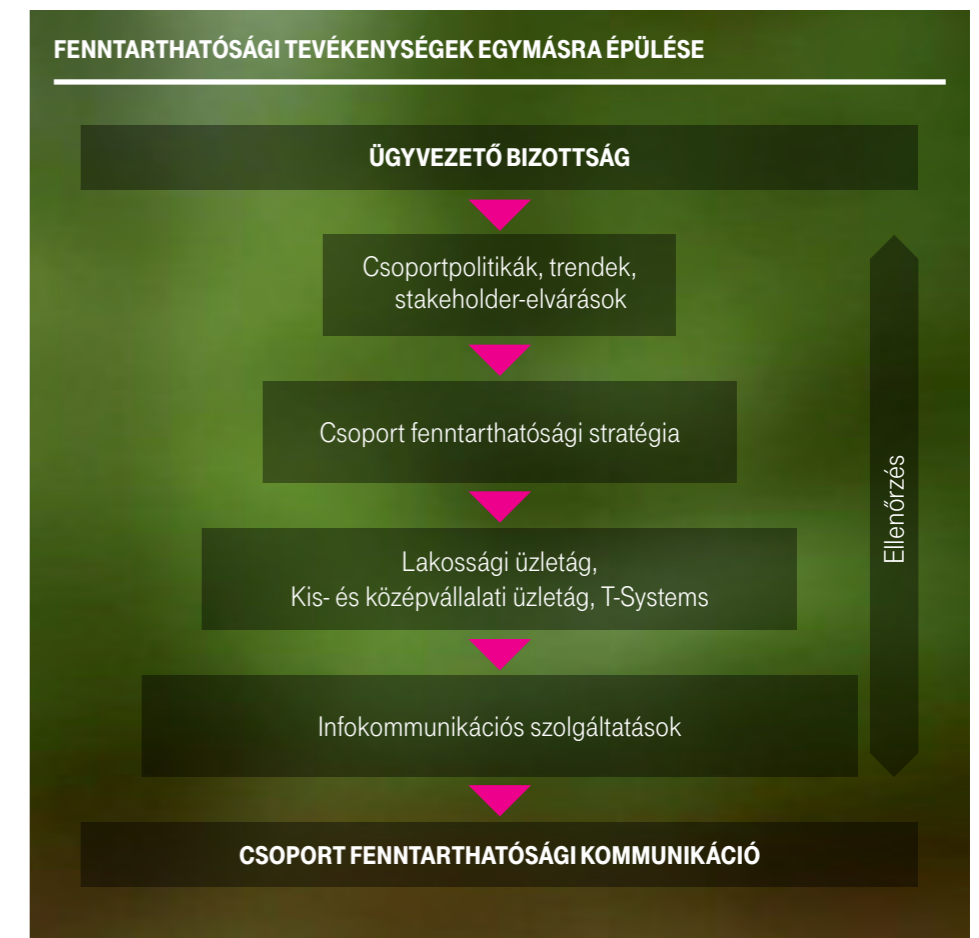 FENNTARTHATÓSÁGI TEVÉKENYSÉGEK EGYMÁSRA ÉPÜLÉSE
ÜGYVEZETŐ BIZOTTSÁG
Csoportpolitikák, trendek,
stakeholder-elvárások
Csoport fenntarthatósági stratégia
Lakossági üzletág,
Kis- és középvállalati üzletág, T-Systems
Infokommunikációs szolgáltatások
CSOPORT FENNTARTHATÓSÁGI KOMMUNIKÁCIÓ
Ellenőrzés